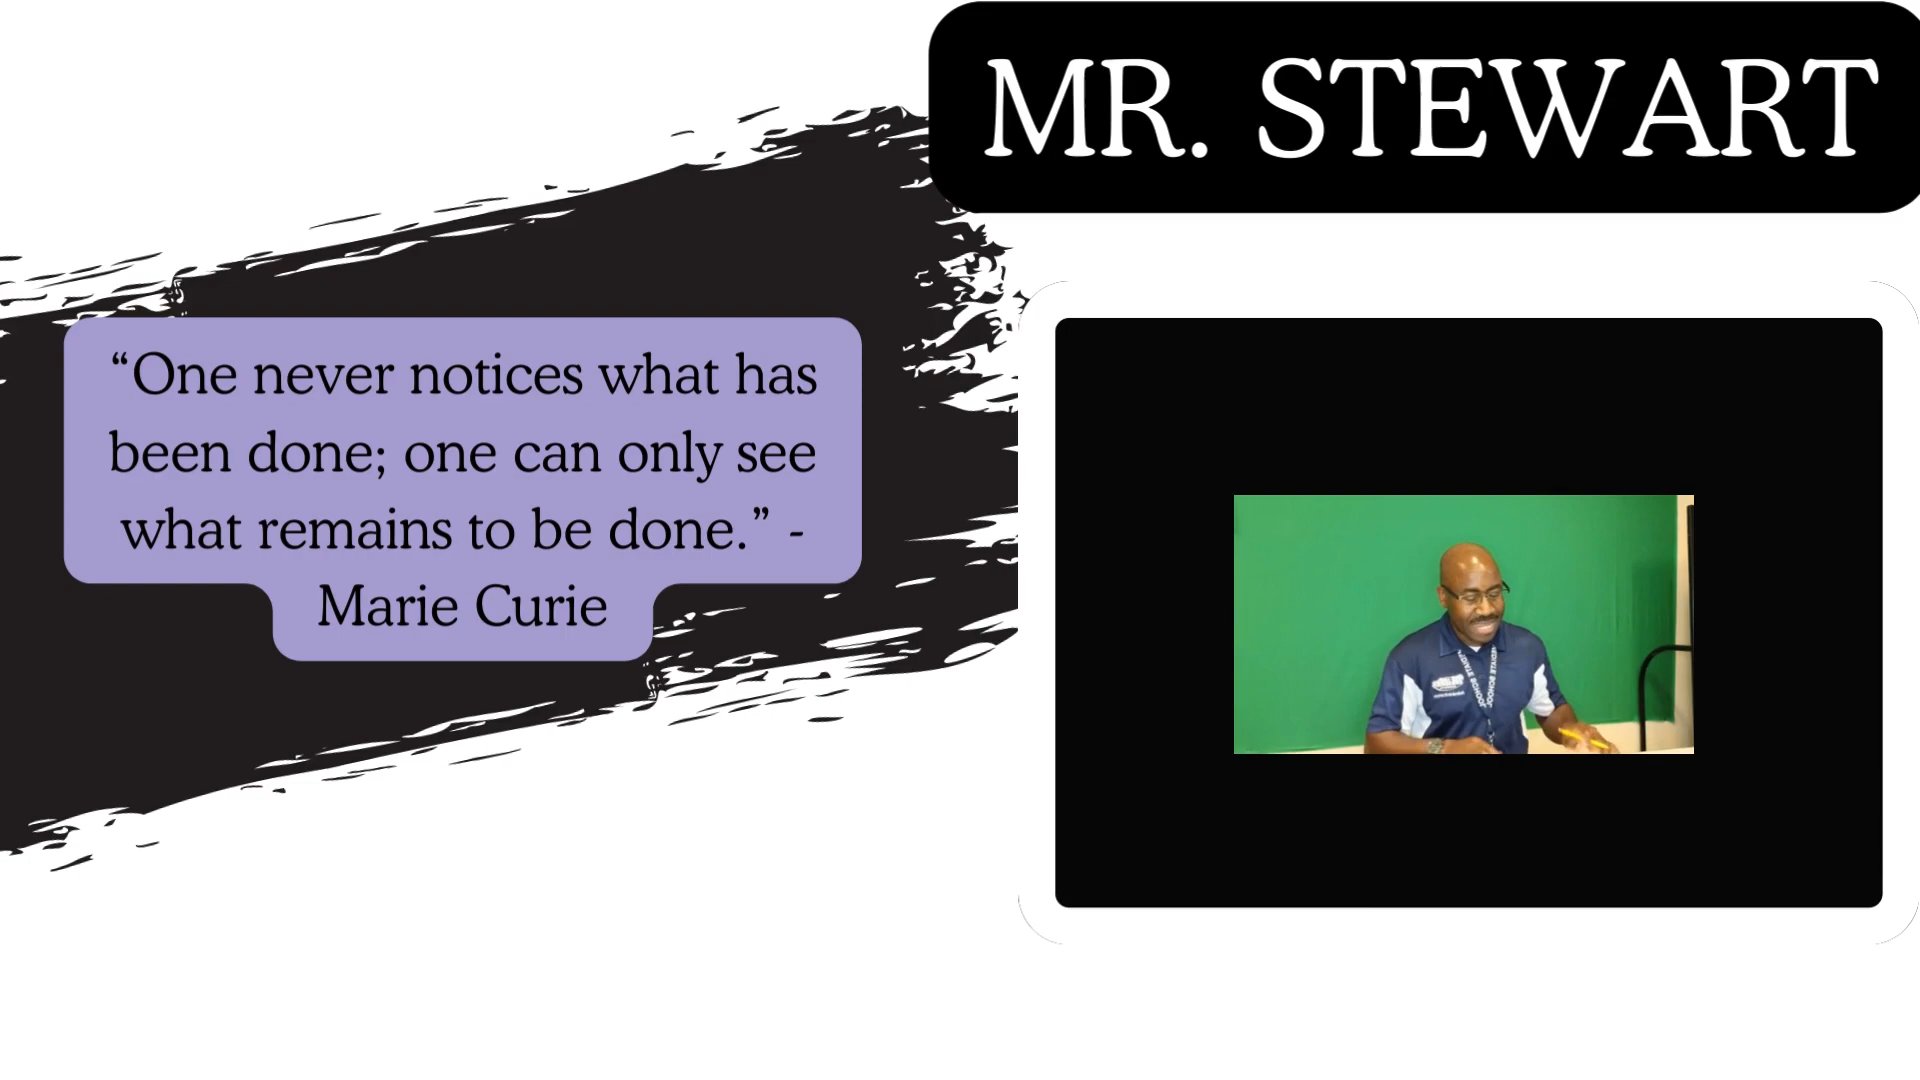 MR. STEWART
“One never notices what has
been done; one can only see
what remains to be done.” -
Marie Curie